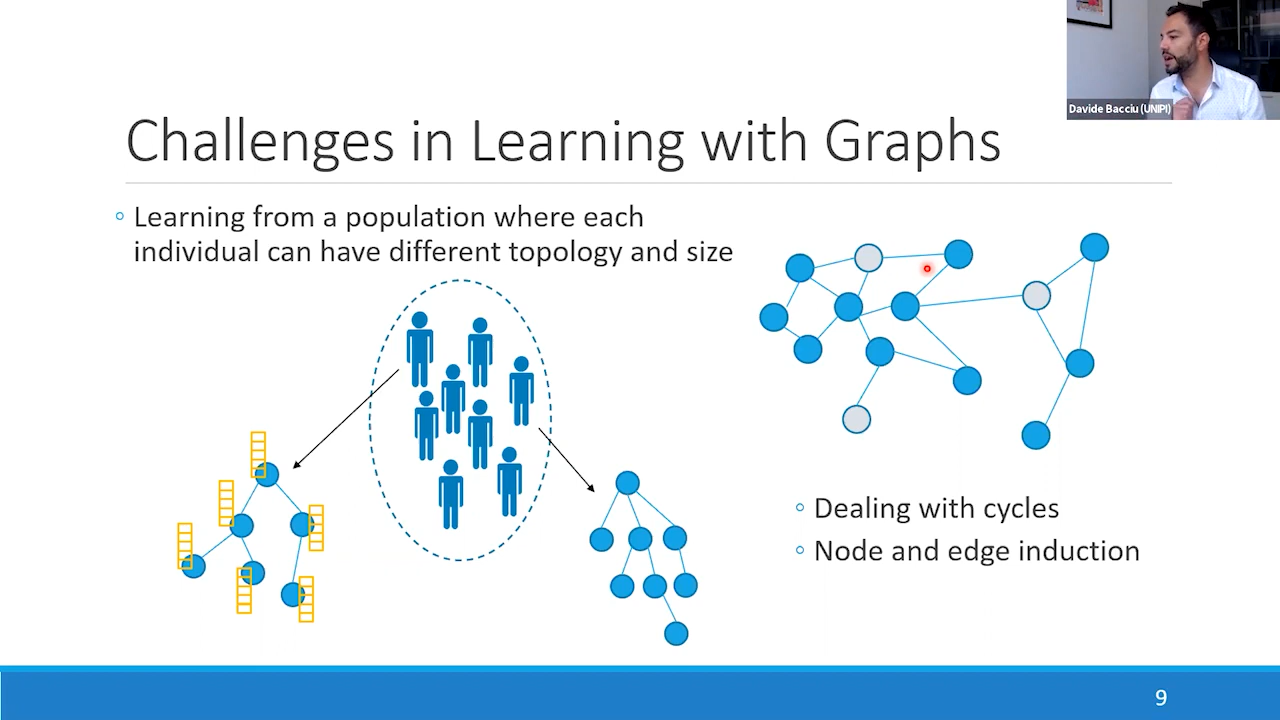 Davide Bacciu (UNIPI)
Challenges in Learning with Graphs
Learning from a population where each
individual can have different topology and size
Dealing with cycles
Node and edge induction
9